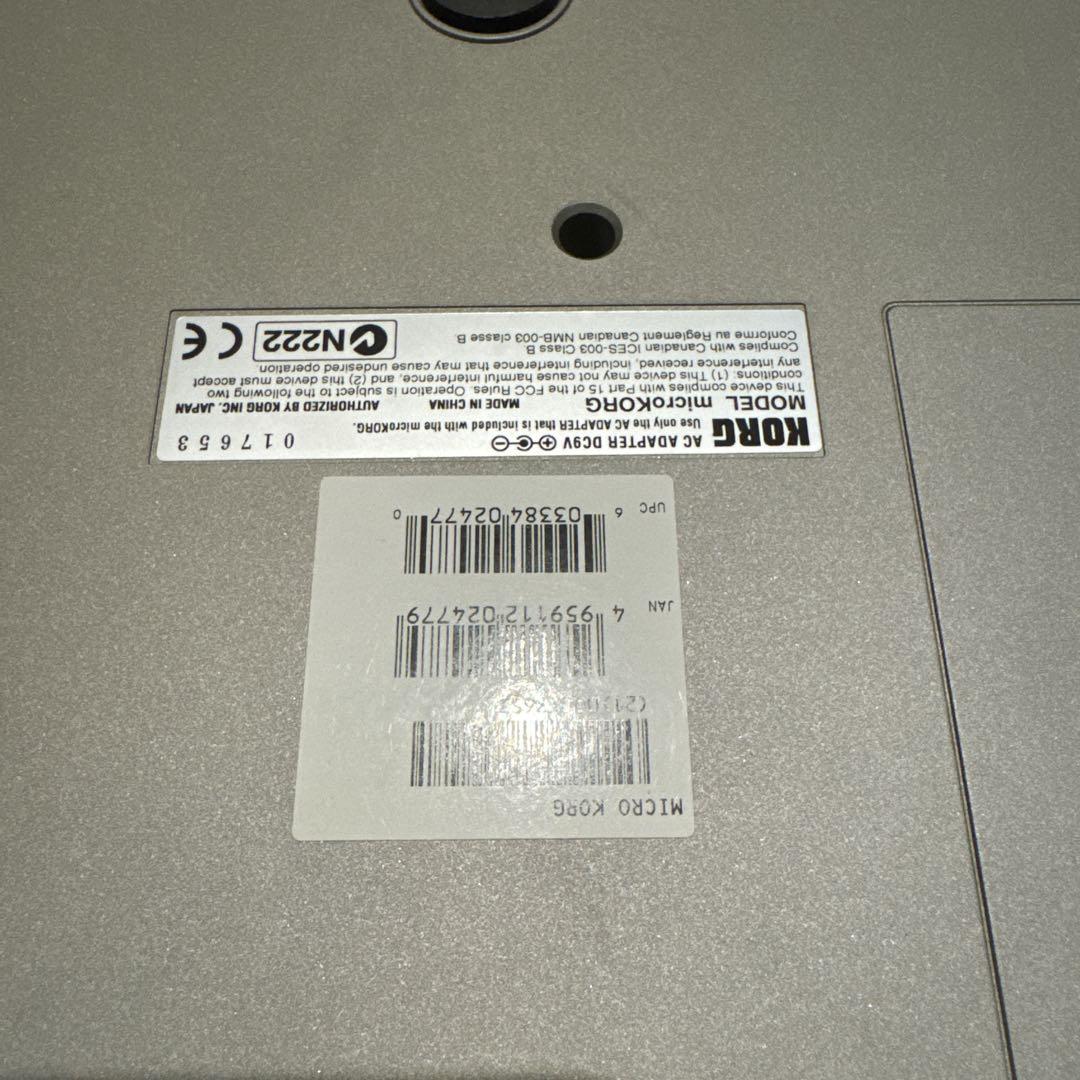 KORG AC ADAPTER DC9V
Use only the AC ADAPTER that is included with the microKORG.
017653
MODEL microKORG MADE IN CHINA AUTHORIZED BY KORG INC. JAPAN
This device complies with Part 15 of the FCC Rules. Operation is subject to the following two
conditions: (1) This device may not cause harmful interference, and (2) this device must accept
any interference received, including interference that may cause undesired operation.
Complies with Canadian ICES-003 Class B
Conforme au Reglement Canadian NMB-003 classe B
N222 CE
MICRO KORG
JAN 4 959112 024779
UPC 6 03384 02477 0